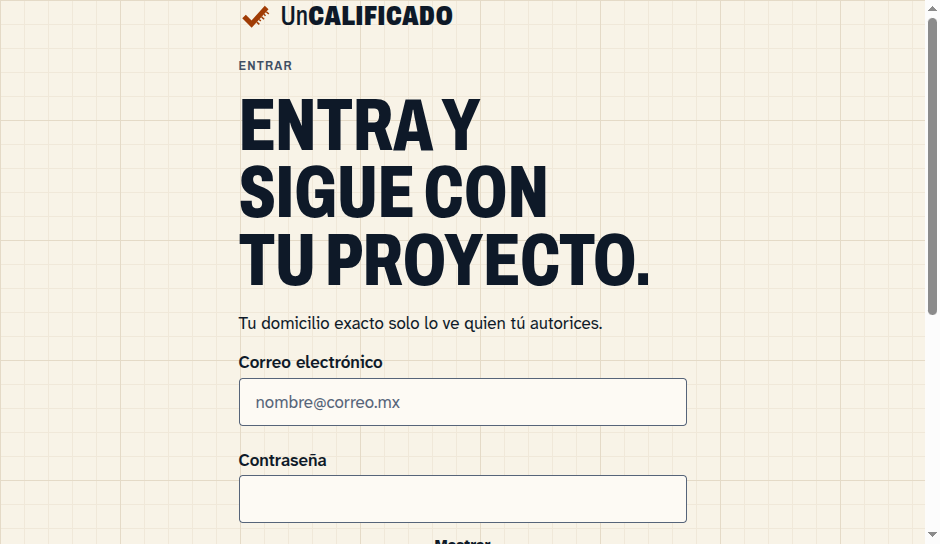 UnCALIFICADO
ENTRAR
ENTRA Y
SIGUE CON
TU PROYECTO.
Tu domicilio exacto solo lo ve quien tú autorices.
Correo electrónico
nombre@correo.mx
Contraseña
Mostrar